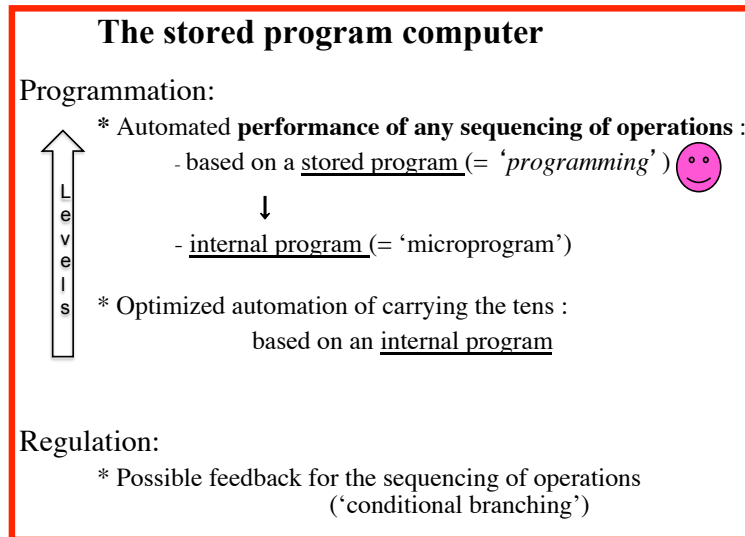 The stored program computer
Programmation:
* Automated performance of any sequencing of operations :
- based on a stored program (= ‘programming’ )
↓
- internal program (= ‘microprogram’)
Levels
* Optimized automation of carrying the tens :
based on an internal program
Regulation:
* Possible feedback for the sequencing of operations
(‘conditional branching’)